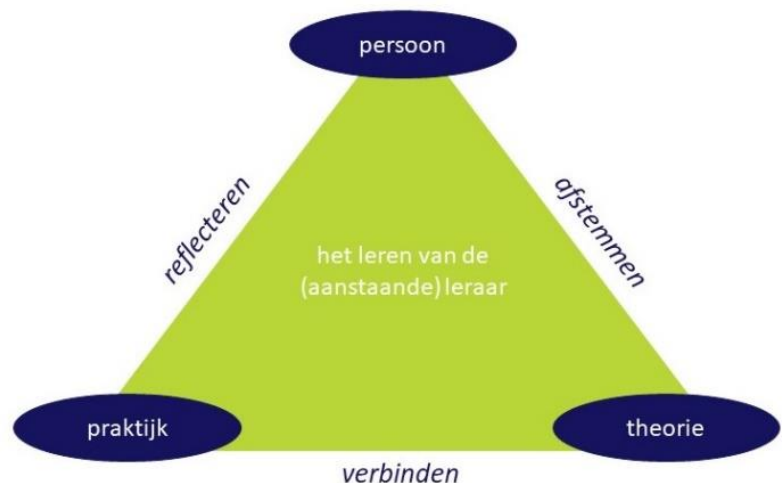 persoon
reflecteren
afstemmen
het leren van de
(aanstaande) leraar
praktijk
theorie
verbinden